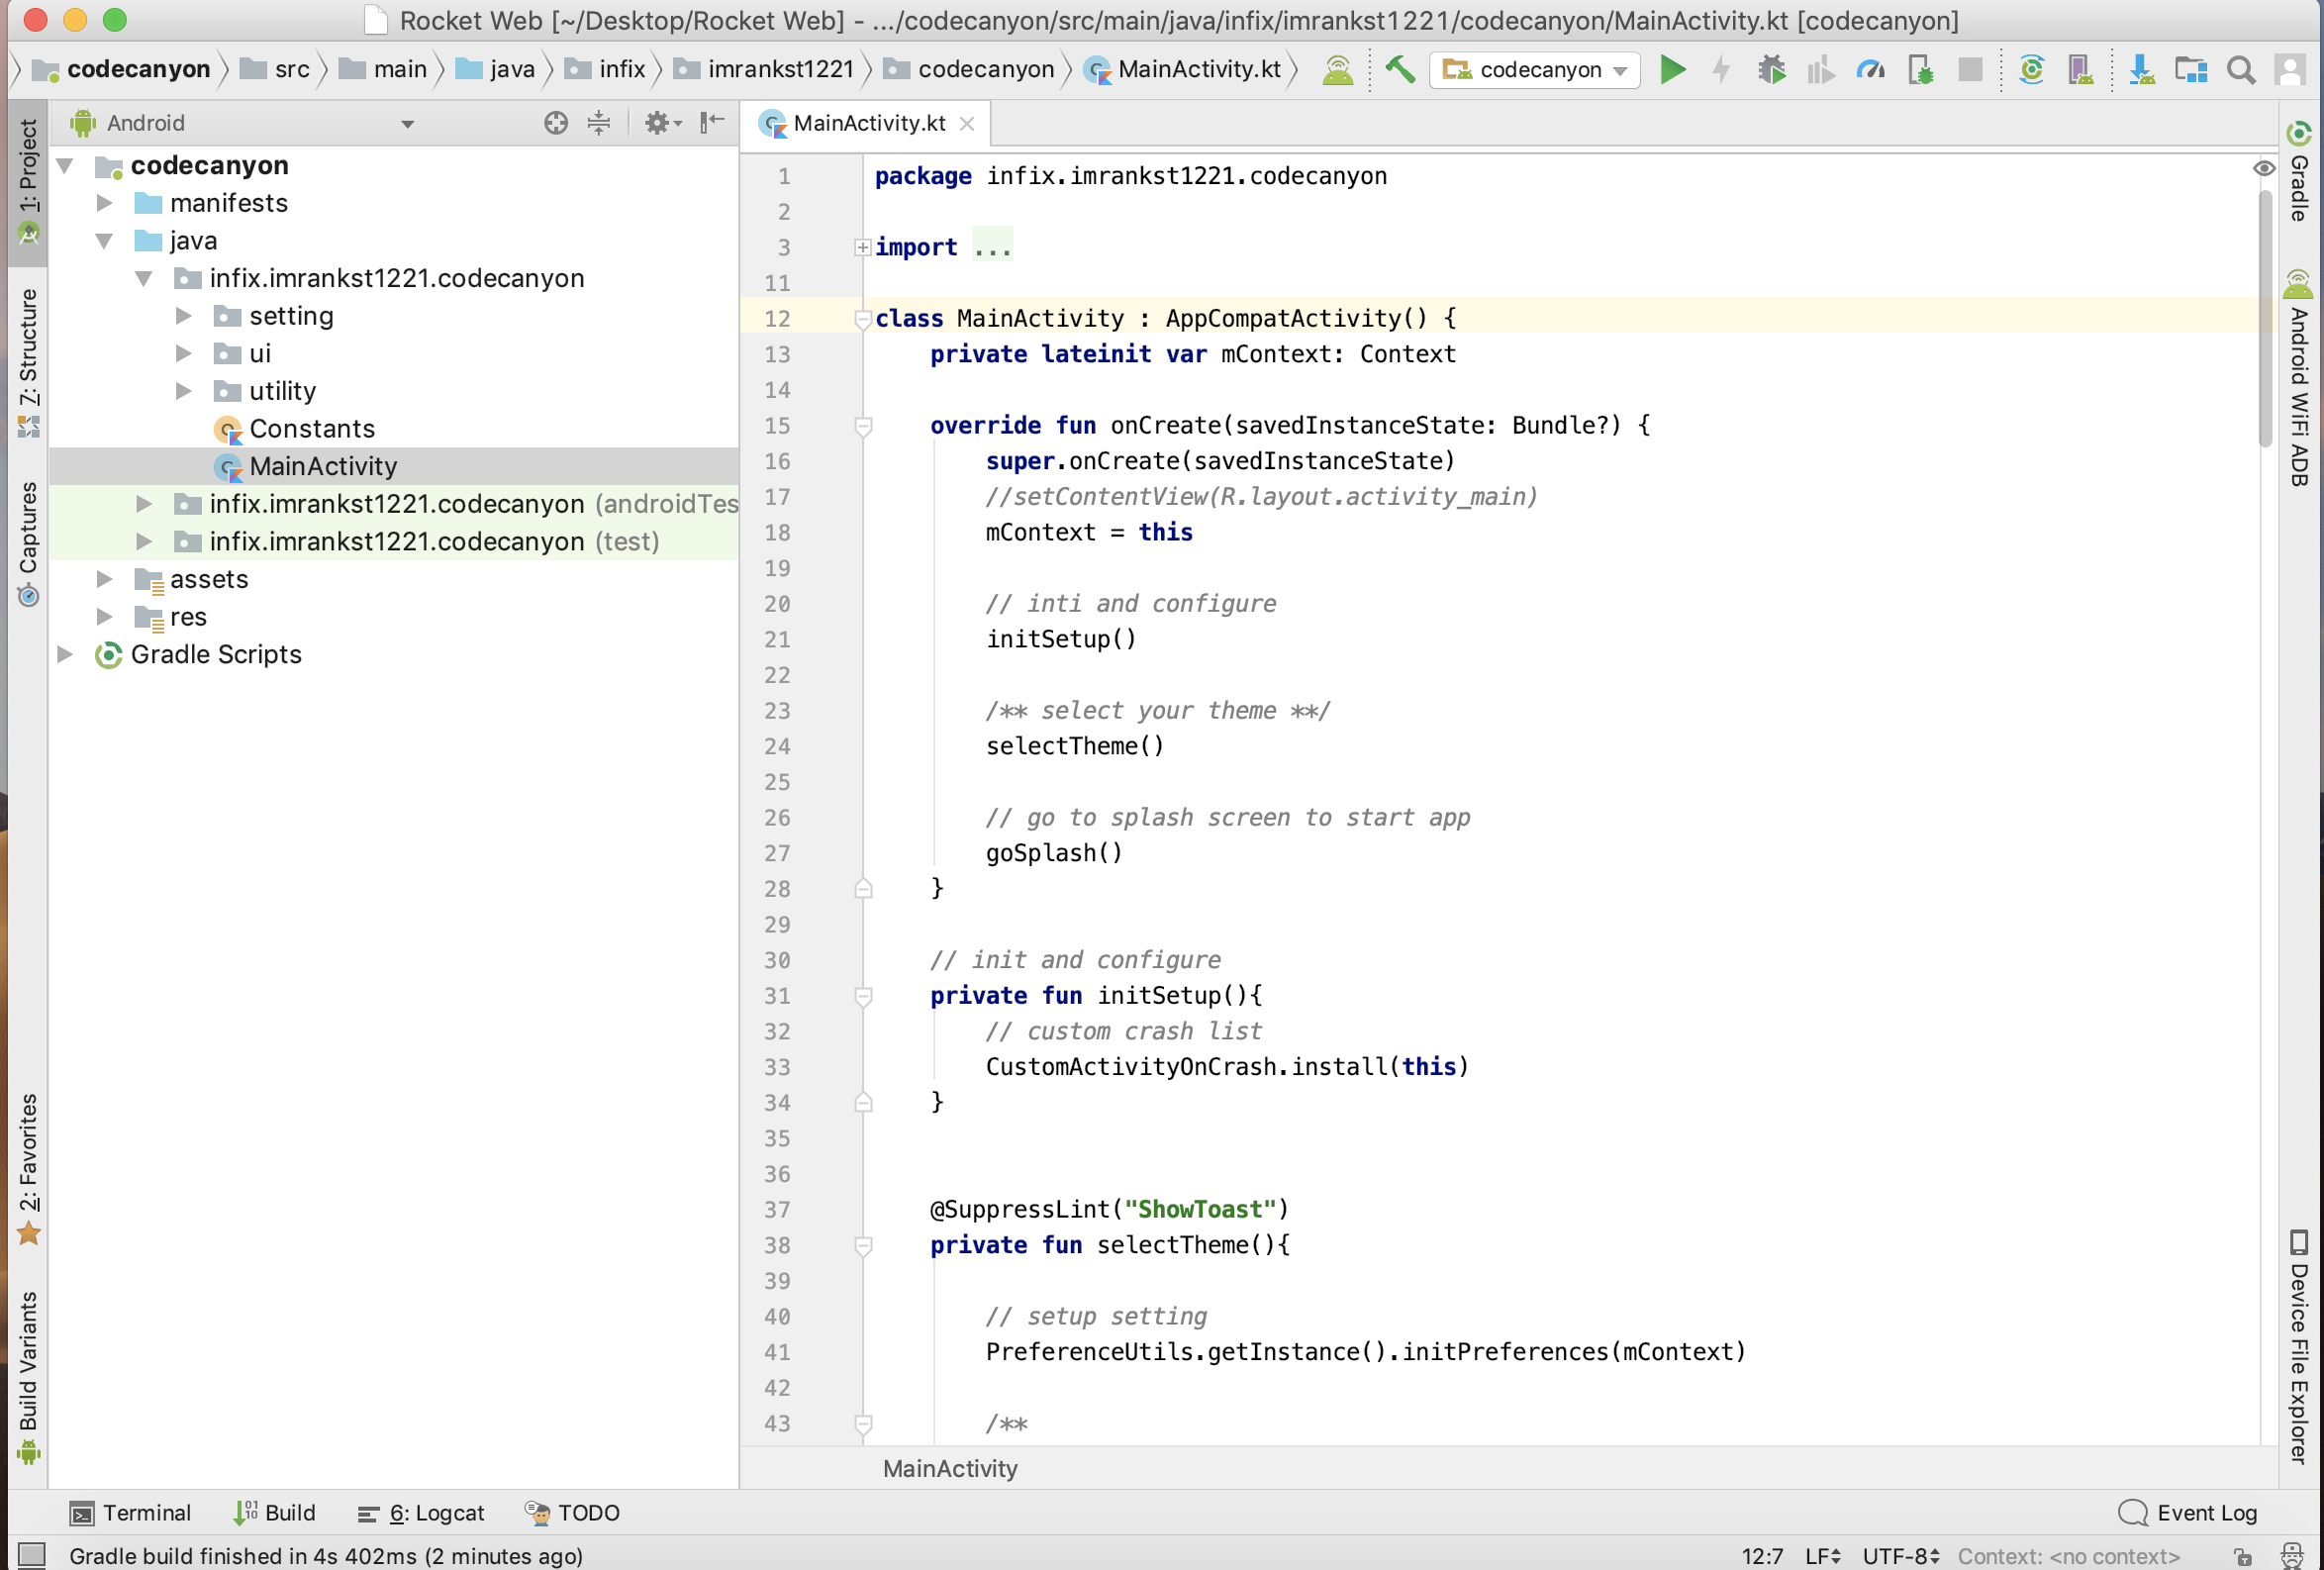 Rocket Web [~/Desktop/Rocket Web] - .../codecanyon/src/main/java/infix/imrankst1221/codecanyon/MainActivity.kt [codecanyon]
codecanyon src main java infix imrankst1221 codecanyon MainActivity.kt codecanyon
Android
MainActivity.kt
1: Project
Z: Structure
Captures
2: Favorites
Build Variants
codecanyon
manifests
java
infix.imrankst1221.codecanyon
setting
ui
utility
Constants
MainActivity
infix.imrankst1221.codecanyon (androidTes
infix.imrankst1221.codecanyon (test)
assets
res
Gradle Scripts
1 package infix.imrankst1221.codecanyon
2
3 import ...
11
12 class MainActivity : AppCompatActivity() {
13 private lateinit var mContext: Context
14
15 override fun onCreate(savedInstanceState: Bundle?) {
16 super.onCreate(savedInstanceState)
17 //setContentView(R.layout.activity_main)
18 mContext = this
19
20 // inti and configure
21 initSetup()
22
23 /** select your theme **/
24 selectTheme()
25
26 // go to splash screen to start app
27 goSplash()
28 }
29
30 // init and configure
31 private fun initSetup(){
32 // custom crash list
33 CustomActivityOnCrash.install(this)
34 }
35
36
37 @SuppressLint("ShowToast")
38 private fun selectTheme(){
39
40 // setup setting
41 PreferenceUtils.getInstance().initPreferences(mContext)
42
43 /**
MainActivity
Gradle
Android WiFi ADB
Device File Explorer
Terminal Build 6: Logcat TODO Event Log
Gradle build finished in 4s 402ms (2 minutes ago) 12:7 LF UTF-8 Context: <no context>